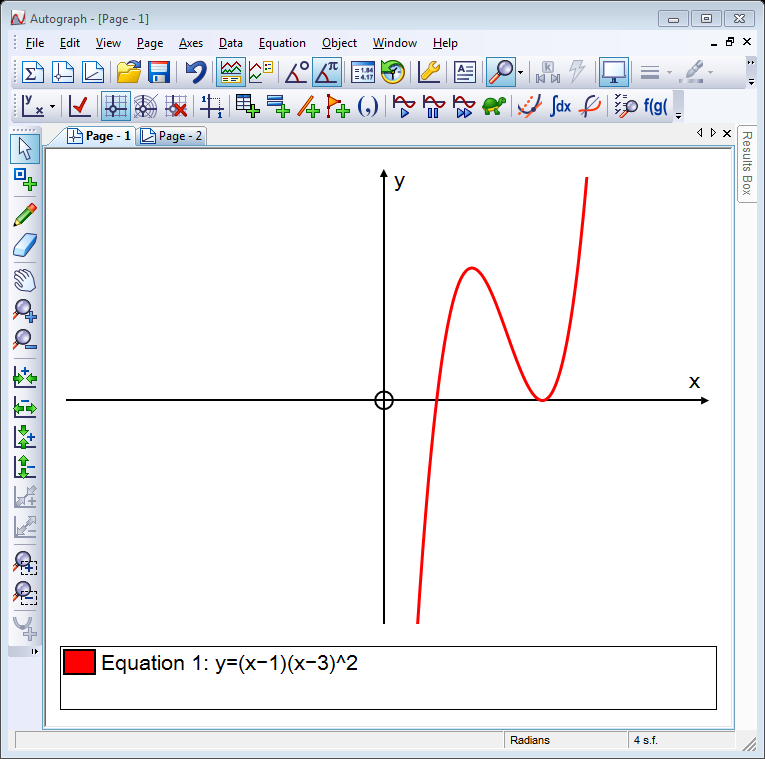 Autograph - [Page - 1]
File Edit View Page Axes Data Equation Object Window Help
Page - 1 Page - 2
Results Box
y
x
Equation 1: y=(x−1)(x−3)^2
Radians 4 s.f.